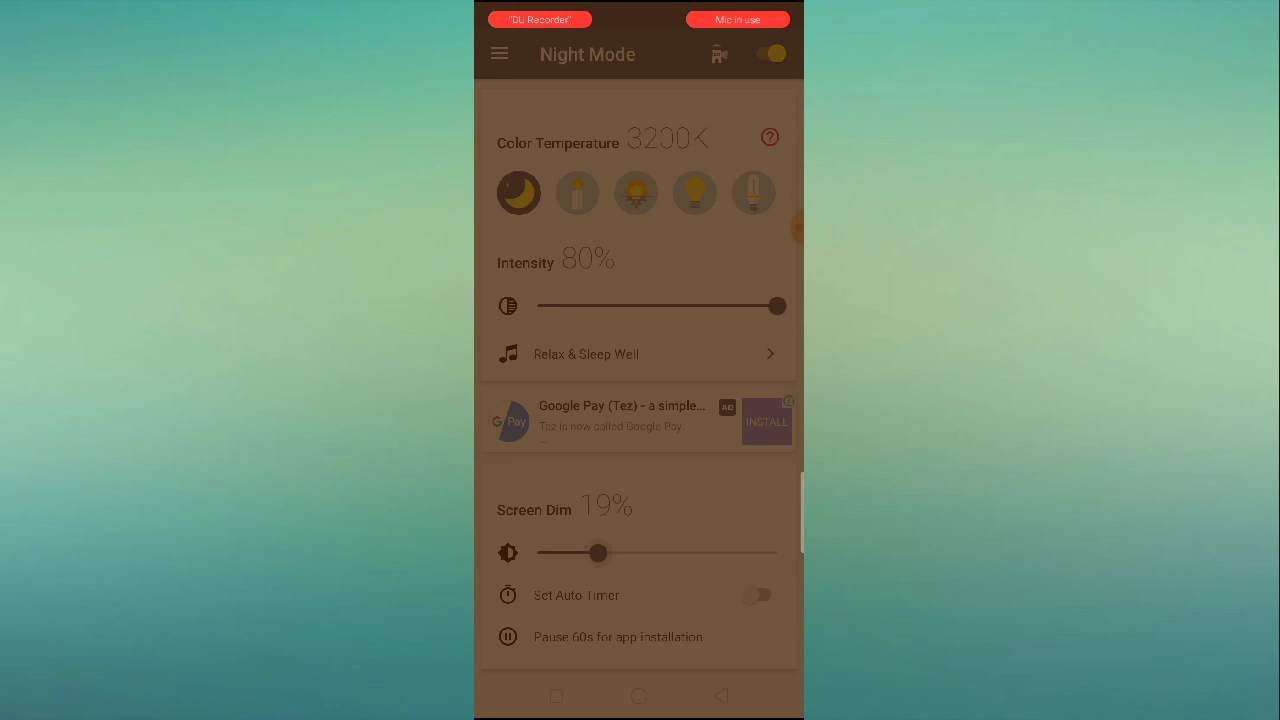 "DU Recorder"
Mic in use
Night Mode
Color Temperature 3200K
Intensity 80%
Relax & Sleep Well
Google Pay (Tez) - a simple...
AD
INSTALL
G Pay
Tez is now called Google Pay.
...
Screen Dim 19%
Set Auto Timer
Pause 60s for app installation